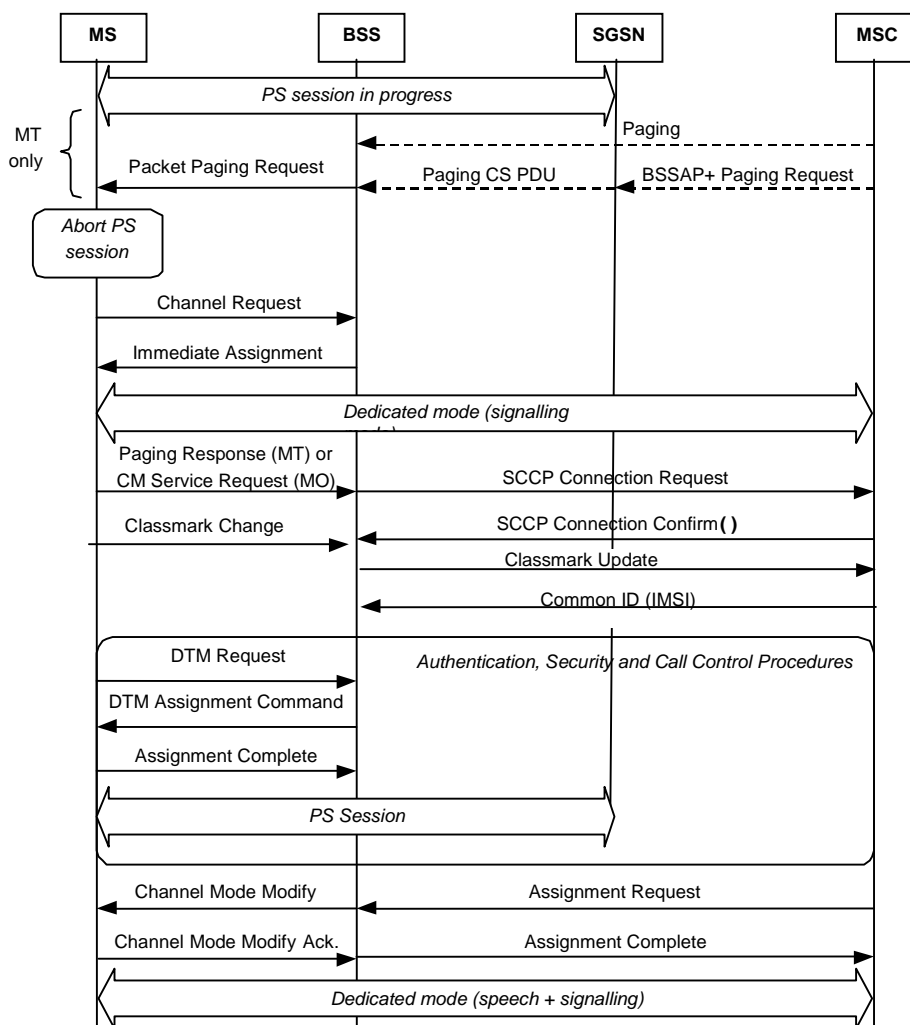 MS
BSS
SGSN
MSC
PS session in progress
MT
only
Paging
Packet Paging Request
Paging CS PDU
BSSAP+ Paging Request
Abort PS
session
Channel Request
Immediate Assignment
Dedicated mode (signalling
Paging Response (MT) or
CM Service Request (MO)
SCCP Connection Request
Classmark Change
SCCP Connection Confirm()
Classmark Update
Common ID (IMSI)
DTM Request
Authentication, Security and Call Control Procedures
DTM Assignment Command
Assignment Complete
PS Session
Channel Mode Modify
Assignment Request
Channel Mode Modify Ack.
Assignment Complete
Dedicated mode (speech + signalling)